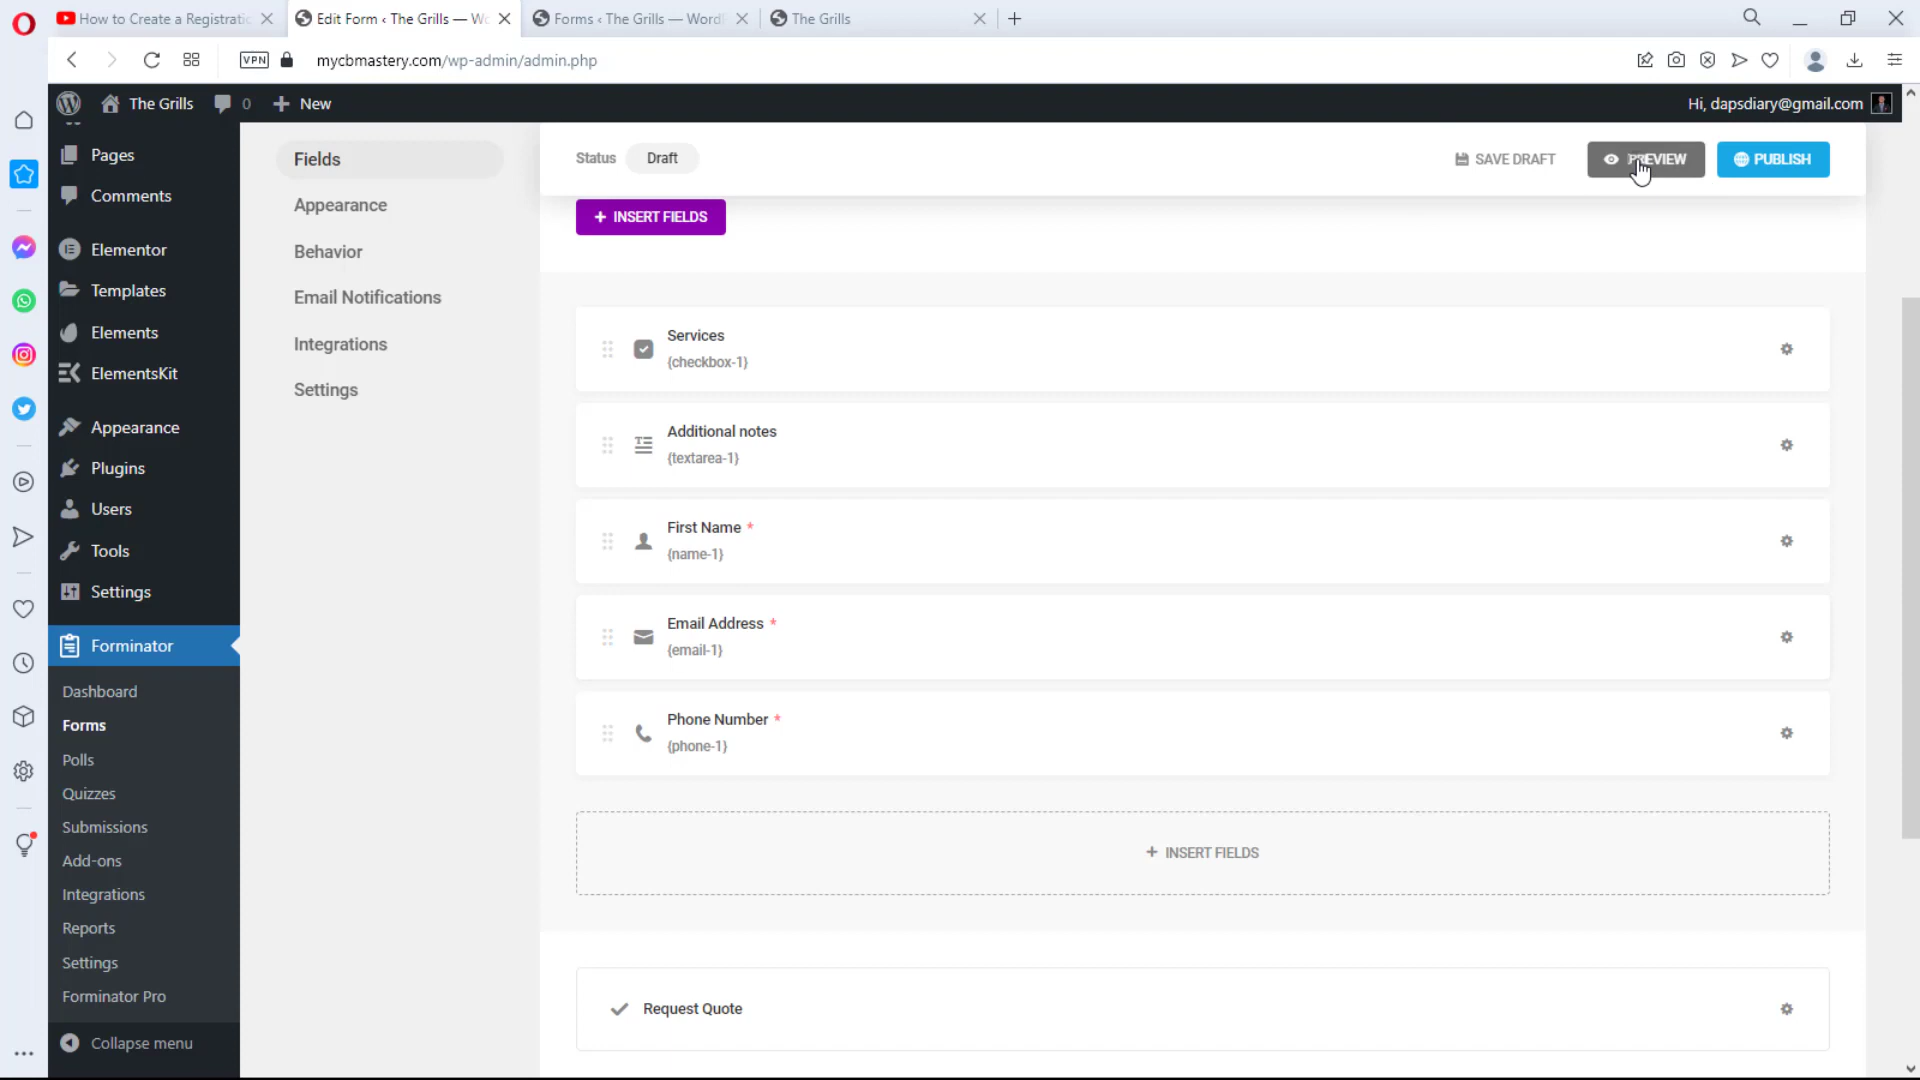 How to Create a Registratio
Edit Form ‹ The Grills — Wo
Forms ‹ The Grills — WordP
The Grills
VPN
mycbmastery.com/wp-admin/admin.php
The Grills
0
New
Hi, dapsdiary@gmail.com
Pages
Comments
Elementor
Templates
Elements
ElementsKit
Appearance
Plugins
Users
Tools
Settings
Forminator
Dashboard
Forms
Polls
Quizzes
Submissions
Add-ons
Integrations
Reports
Settings
Forminator Pro
Collapse menu
Fields
Appearance
Behavior
Email Notifications
Integrations
Settings
Status
Draft
SAVE DRAFT
PREVIEW
PUBLISH
+ INSERT FIELDS
Services
{checkbox-1}
Additional notes
{textarea-1}
First Name *
{name-1}
Email Address *
{email-1}
Phone Number *
{phone-1}
+ INSERT FIELDS
Request Quote